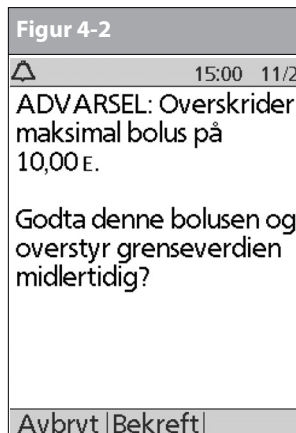 Figur 4-2
15:00 11/2
ADVARSEL: Overskrider
maksimal bolus på
10,00 E.
Godta denne bolusen og
overstyr grenseverdien
midlertidig?
Avbryt | Bekreft |